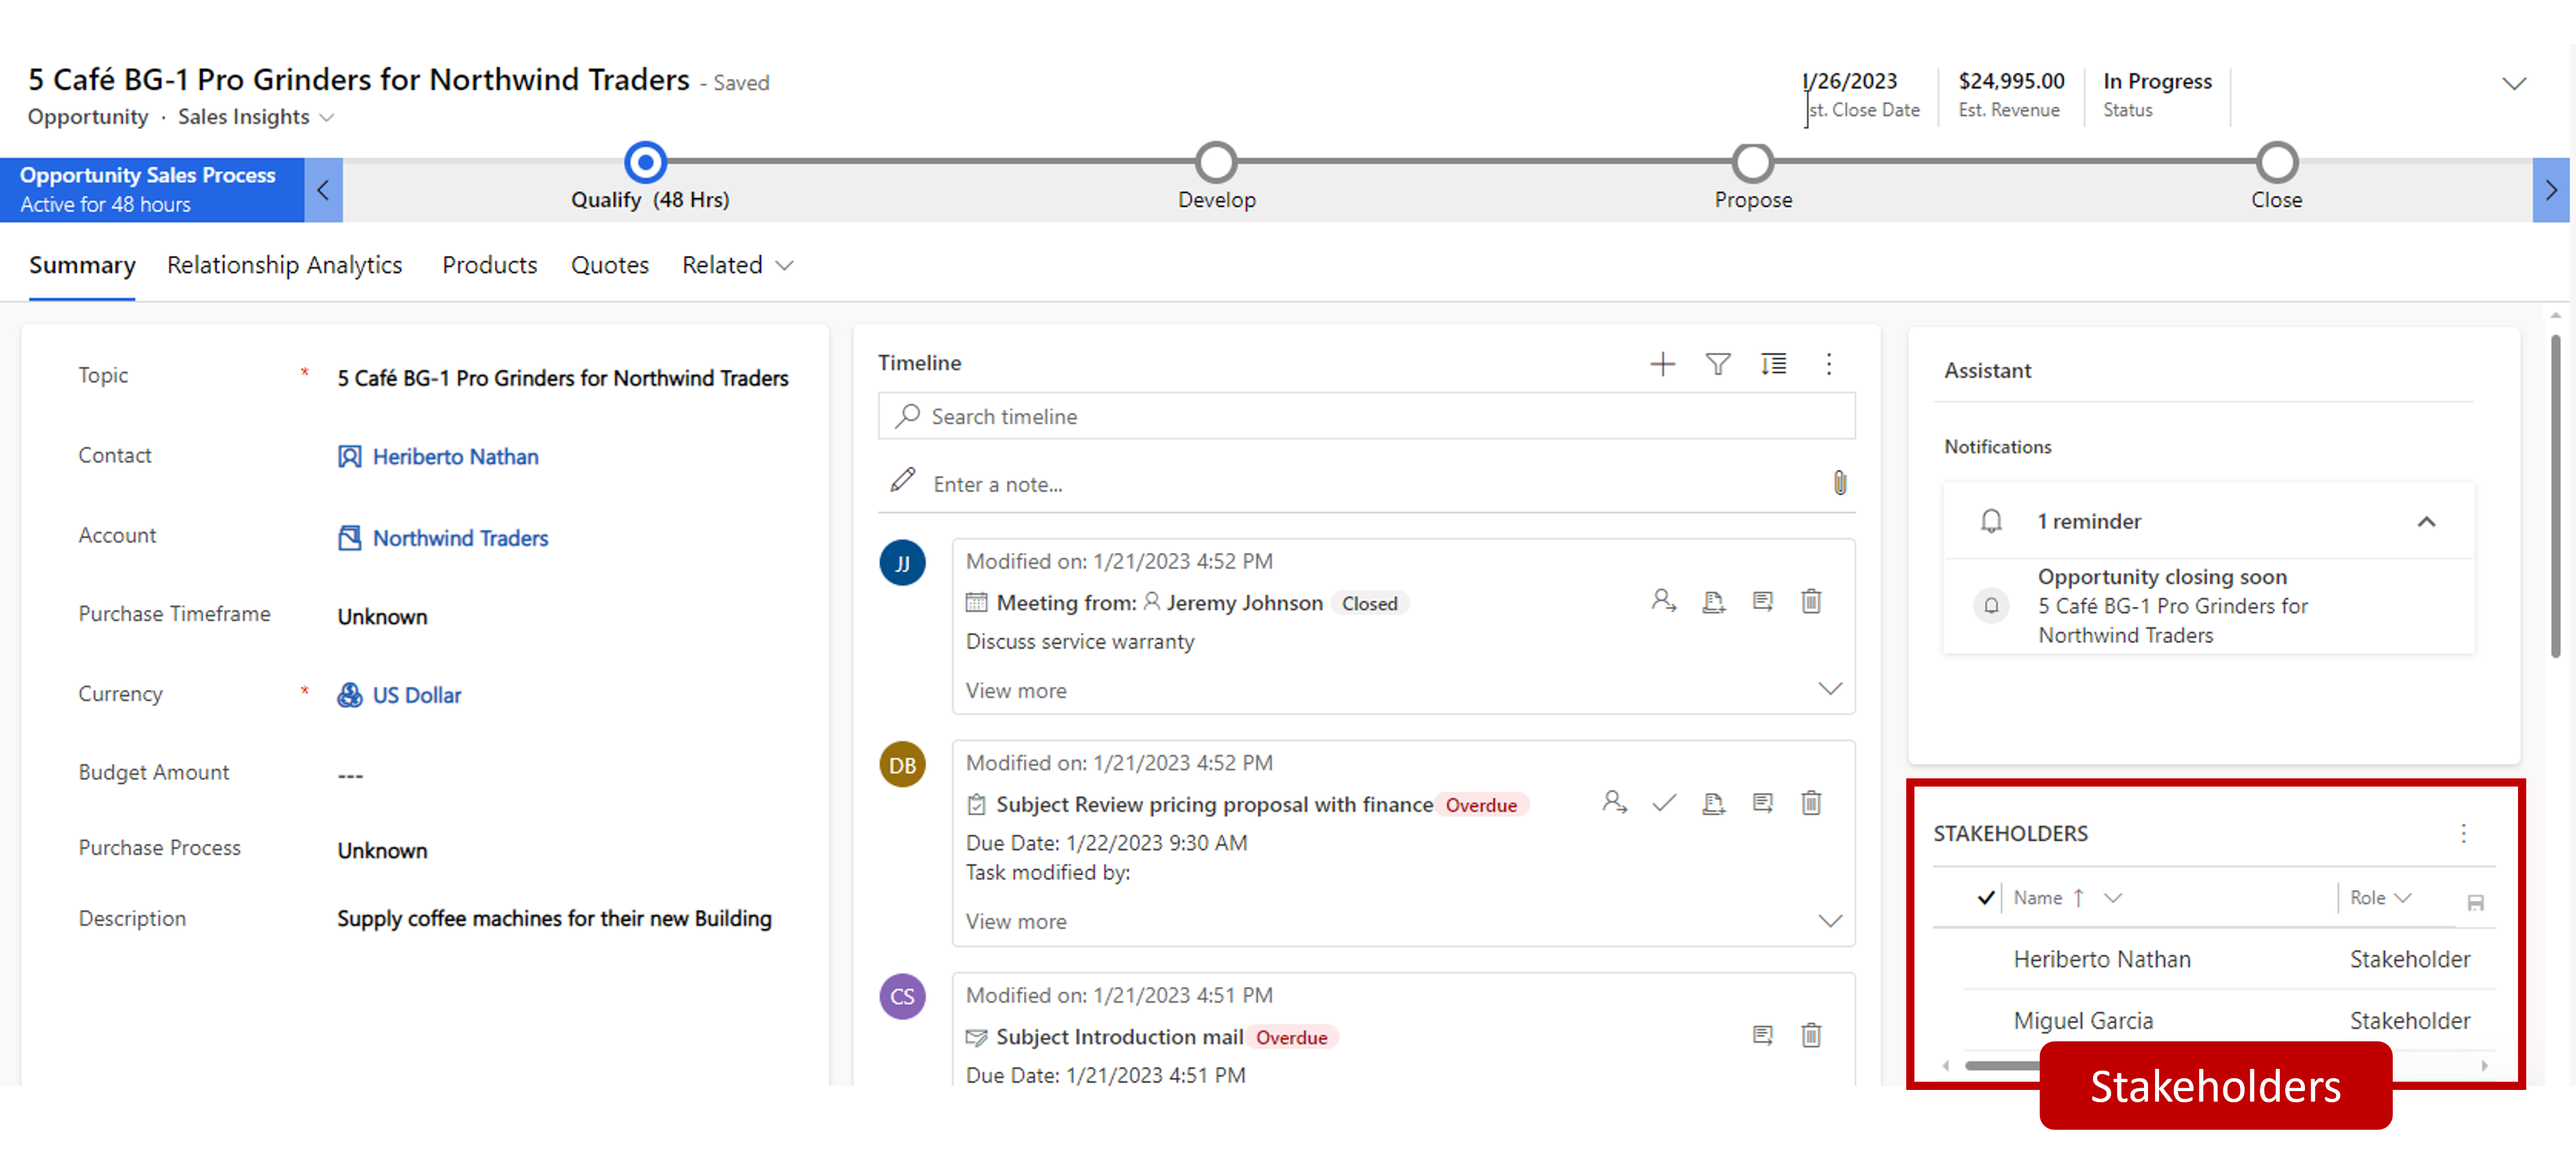 5 Café BG-1 Pro Grinders for Northwind Traders - Saved
Opportunity · Sales Insights
1/26/2023
st. Close Date
$24,995.00
Est. Revenue
In Progress
Status
Opportunity Sales Process
Active for 48 hours
Qualify (48 Hrs)
Develop
Propose
Close
Summary
Relationship Analytics
Products
Quotes
Related
Topic * 5 Café BG-1 Pro Grinders for Northwind Traders
Contact Heriberto Nathan
Account Northwind Traders
Purchase Timeframe Unknown
Currency * US Dollar
Budget Amount ---
Purchase Process Unknown
Description Supply coffee machines for their new Building
Timeline
Search timeline
Enter a note...
JJ
Modified on: 1/21/2023 4:52 PM
Meeting from: Jeremy Johnson Closed
Discuss service warranty
View more
DB
Modified on: 1/21/2023 4:52 PM
Subject Review pricing proposal with finance Overdue
Due Date: 1/22/2023 9:30 AM
Task modified by:
View more
CS
Modified on: 1/21/2023 4:51 PM
Subject Introduction mail Overdue
Due Date: 1/21/2023 4:51 PM
Assistant
Notifications
1 reminder
Opportunity closing soon
5 Café BG-1 Pro Grinders for
Northwind Traders
STAKEHOLDERS
Name ↑ Role
Heriberto Nathan Stakeholder
Miguel Garcia Stakeholder
Stakeholders